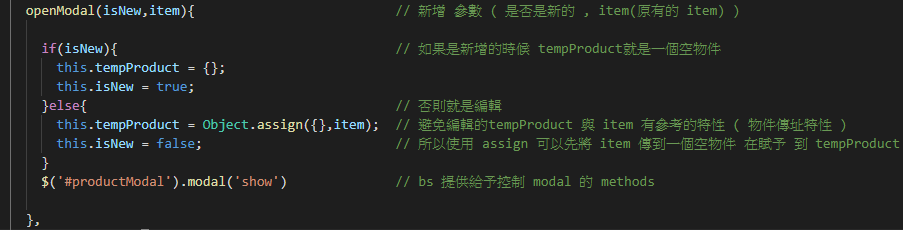 openModal(isNew,item){ // 新增 參數 ( 是否是新的 , item(原有的 item) )
if(isNew){ // 如果是新增的時候 tempProduct就是一個空物件
this.tempProduct = {};
this.isNew = true;
}else{ // 否則就是編輯
this.tempProduct = Object.assign({},item); // 避免編輯的tempProduct 與 item 有參考的特性 ( 物件傳址特性 )
this.isNew = false; // 所以使用 assign 可以先將 item 傳到一個空物件 在賦予 到 tempProduct
}
$('#productModal').modal('show') // bs 提供給予控制 modal 的 methods
},